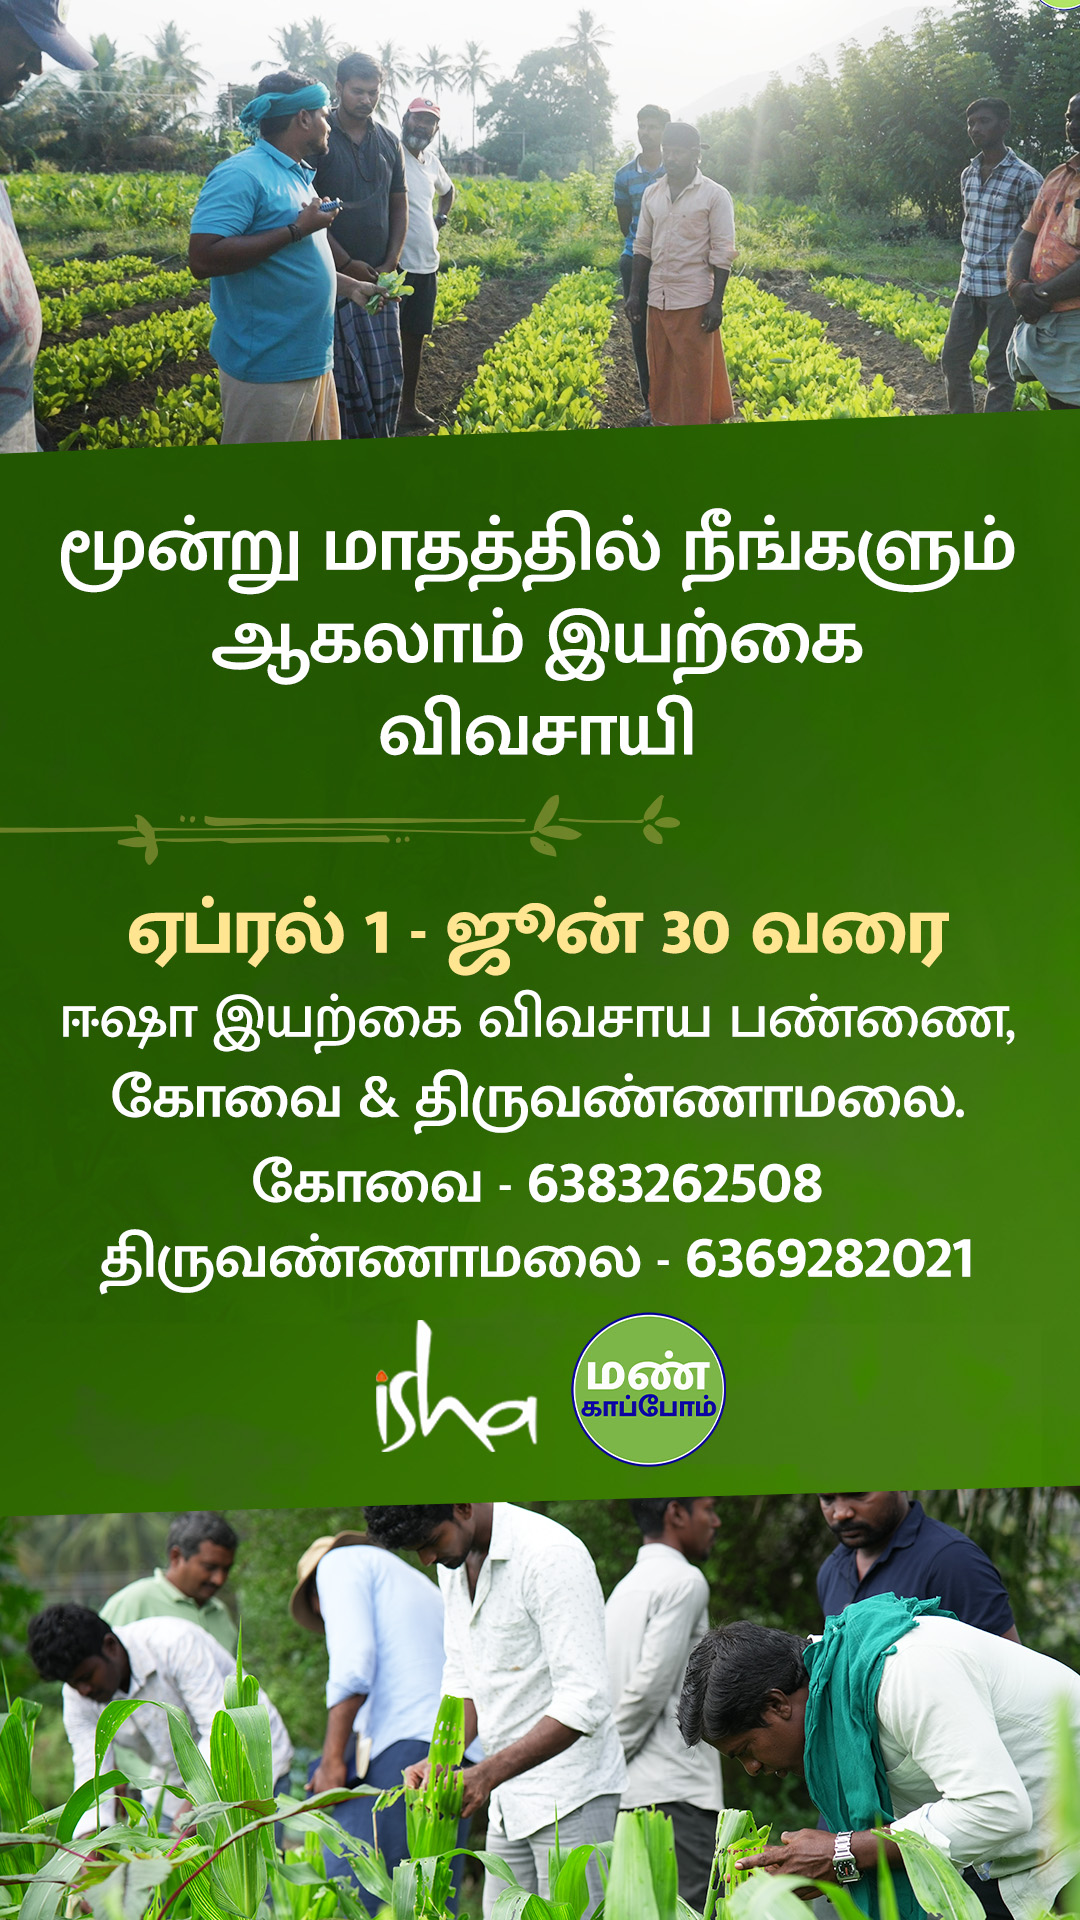 மூன்று மாதத்தில் நீங்களும்
ஆகலாம் இயற்கை
விவசாயி
ஏப்ரல் 1 - ஜூன் 30 வரை
ஈஷா இயற்கை விவசாய பண்ணை,
கோவை & திருவண்ணாமலை.
கோவை - 6383262508
திருவண்ணாமலை - 6369282021
isha
மண்
காப்போம்